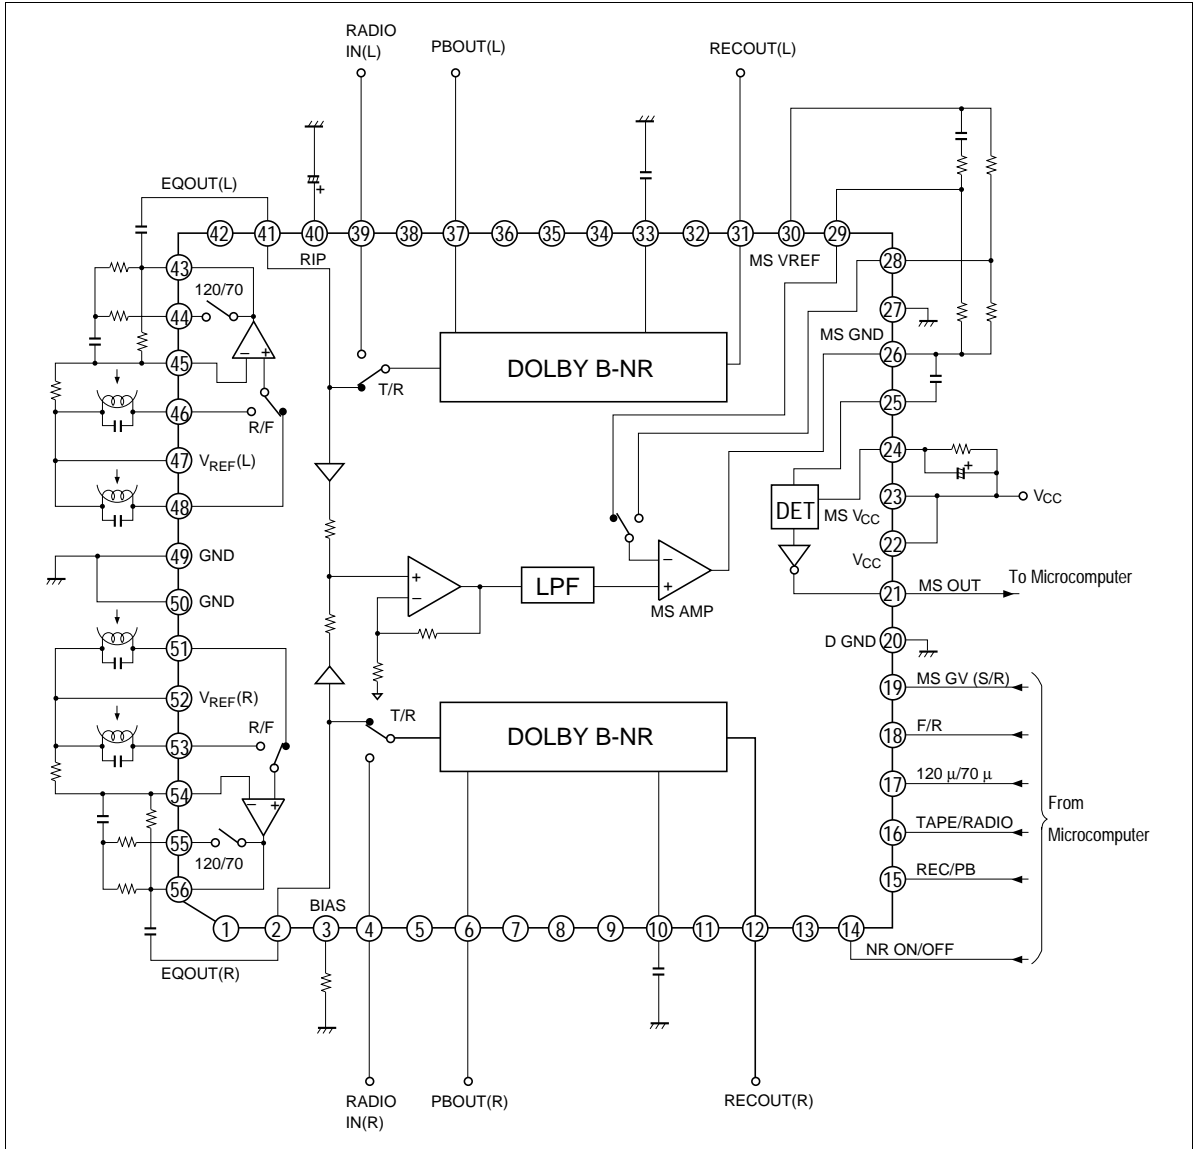 RADIO
IN(L)
PBOUT(L)
RECOUT(L)
EQOUT(L)
+
42 41 40 39 38 37 36 35 34 33 32 31 30 29
RIP
MS VREF
43
28
120/70
44
27
MS GND
45
− +
26
DOLBY B-NR
T/R
46
R/F
25
47
VREF(L)
24
+
48
DET
MS VCC
23
VCC
22
VCC
49
GND
50
GND
+
−
LPF
−
+
MS AMP
21
MS OUT
To Microcomputer
51
D GND
20
52
VREF(R)
19
MS GV (S/R)
R/F
T/R
53
DOLBY B-NR
18
F/R
54
− +
17
120 μ/70 μ
From
Microcomputer
55
120/70
16
TAPE/RADIO
56
15
REC/PB
BIAS
1 2 3 4 5 6 7 8 9 10 11 12 13 14
NR ON/OFF
EQOUT(R)
RADIO
IN(R)
PBOUT(R)
RECOUT(R)